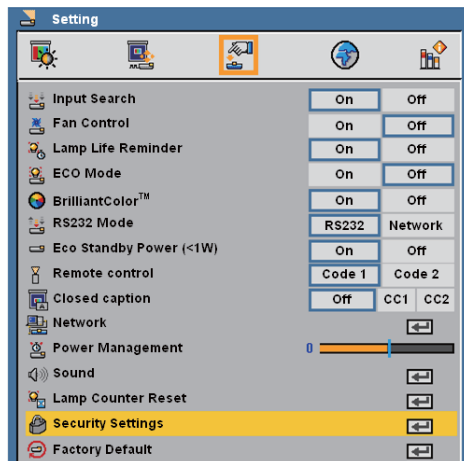 Setting
Input Search On Off
Fan Control On Off
Lamp Life Reminder On Off
ECO Mode On Off
BrilliantColor™ On Off
RS232 Mode RS232 Network
Eco Standby Power (<1W) On Off
Remote control Code 1 Code 2
Closed caption Off CC1 CC2
Network
Power Management 0
Sound
Lamp Counter Reset
Security Settings
Factory Default